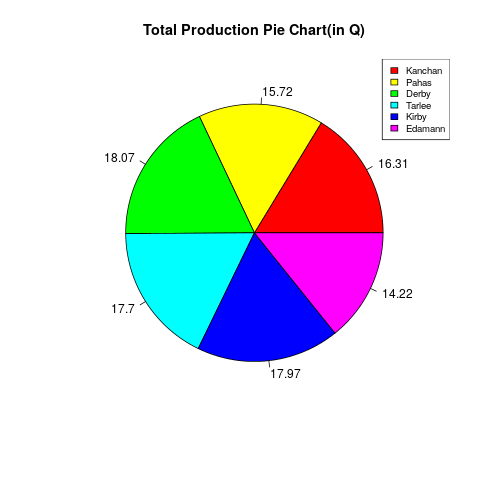 Total Production Pie Chart(in Q)
Kanchan
Pahas
Derby
Tarlee
Kirby
Edamann
15.72
18.07
16.31
14.22
17.7
17.97